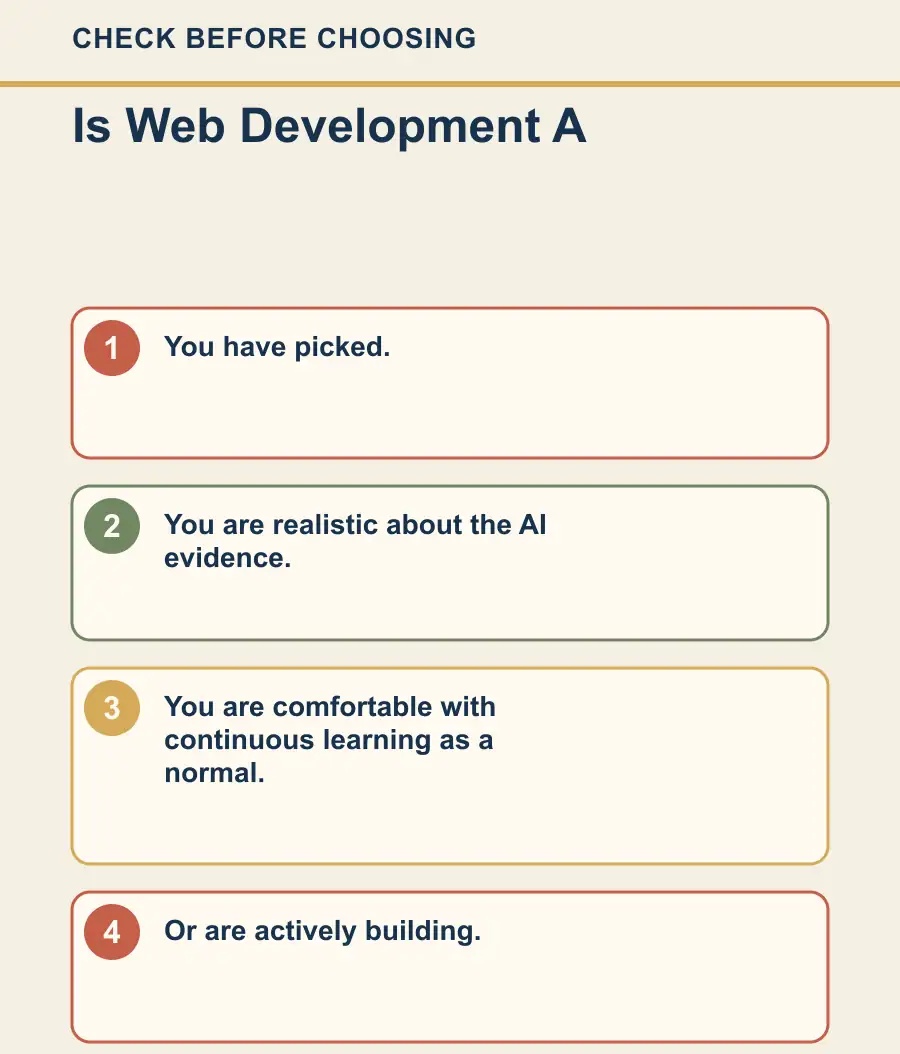 CHECK BEFORE CHOOSING
Is Web Development A
1
You have picked.
2
You are realistic about the AI
evidence.
3
You are comfortable with
continuous learning as a
normal.
4
Or are actively building.